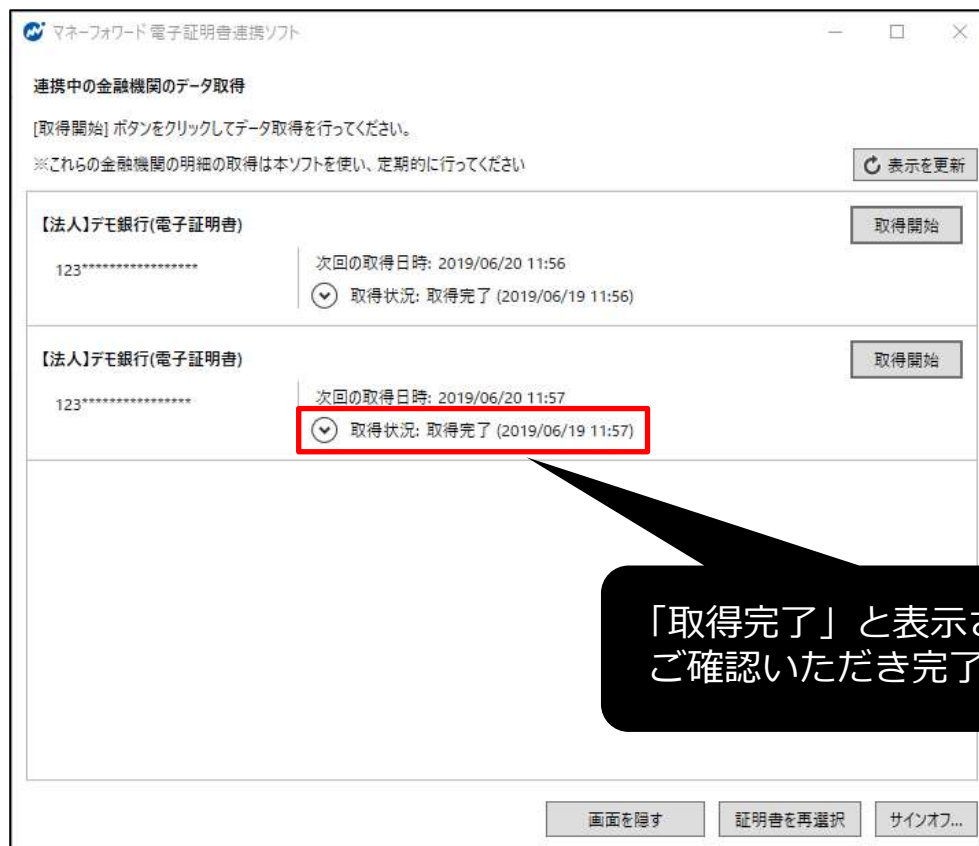 マネーフォワード 電子証明書連携ソフト
連携中の金融機関のデータ取得
[取得開始] ボタンをクリックしてデータ取得を行ってください。
※これらの金融機関の明細の取得は本ソフトを使い、定期的に行ってください
表示を更新
【法人】デモ銀行(電子証明書)
取得開始
123*****************
次回の取得日時: 2019/06/20 11:56
取得状況: 取得完了 (2019/06/19 11:56)
【法人】デモ銀行(電子証明書)
取得開始
123****************
次回の取得日時: 2019/06/20 11:57
取得状況: 取得完了 (2019/06/19 11:57)
「取得完了」と表示さ
ご確認いただき完了
画面を隠す
証明書を再選択
サインオフ...